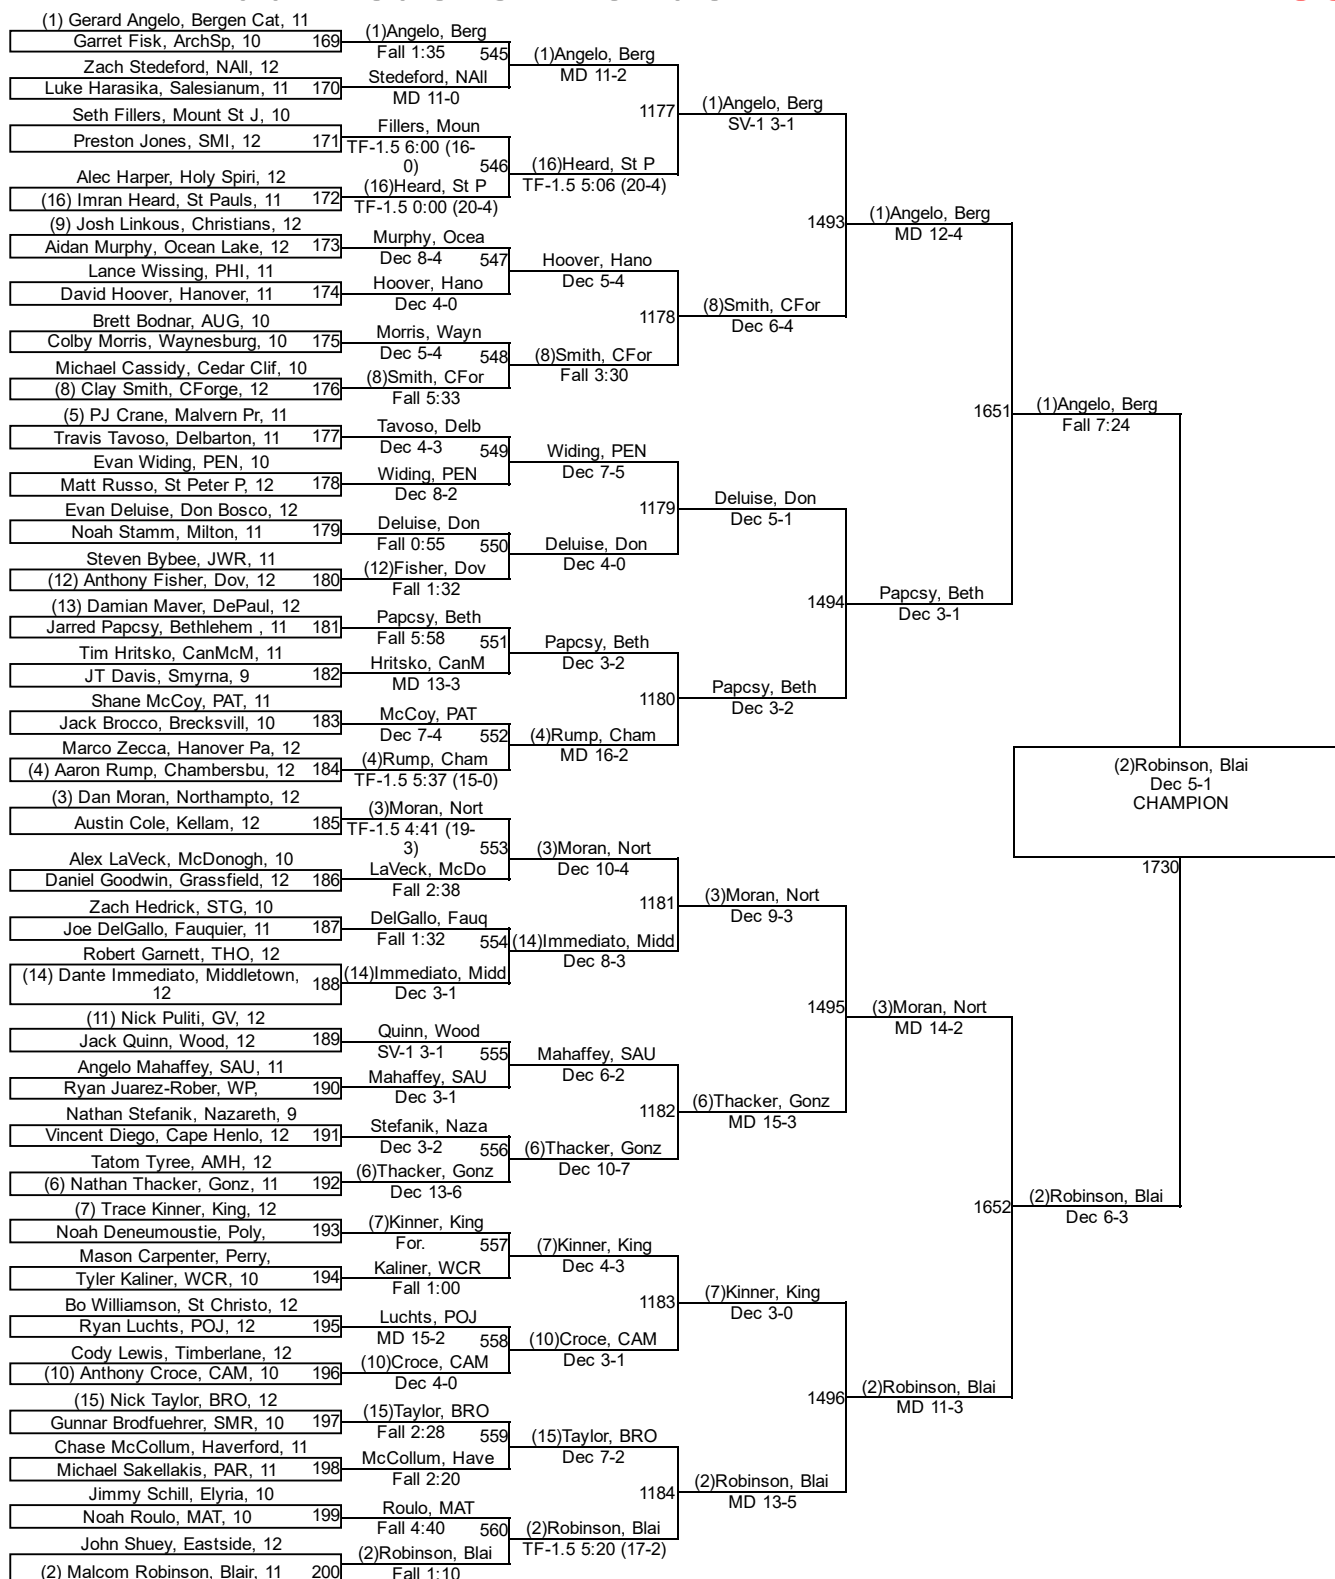 (1) Gerard Angelo, Bergen Cat, 11
Garret Fisk, ArchSp, 10
169
Zach Stedeford, NAll, 12
Luke Harasika, Salesianum, 11
170
Seth Fillers, Mount St J, 10
Preston Jones, SMI, 12
171
Alec Harper, Holy Spiri, 12
(16) Imran Heard, St Pauls, 11
172
(9) Josh Linkous, Christians, 12
Aidan Murphy, Ocean Lake, 12
173
Lance Wissing, PHI, 11
David Hoover, Hanover, 11
174
Brett Bodnar, AUG, 10
Colby Morris, Waynesburg, 10
175
Michael Cassidy, Cedar Clif, 10
(8) Clay Smith, CForge, 12
176
(5) PJ Crane, Malvern Pr, 11
Travis Tavoso, Delbarton, 11
177
Evan Widing, PEN, 10
Matt Russo, St Peter P, 12
178
Evan Deluise, Don Bosco, 12
Noah Stamm, Milton, 11
179
Steven Bybee, JWR, 11
(12) Anthony Fisher, Dov, 12
180
(13) Damian Maver, DePaul, 12
Jarred Papcsy, Bethlehem , 11
181
Tim Hritsko, CanMcM, 11
JT Davis, Smyrna, 9
182
Shane McCoy, PAT, 11
Jack Brocco, Brecksvill, 10
183
Marco Zecca, Hanover Pa, 12
(4) Aaron Rump, Chambersbu, 12
184
(3) Dan Moran, Northampto, 12
Austin Cole, Kellam, 12
185
Alex LaVeck, McDonogh, 10
Daniel Goodwin, Grassfield, 12
186
Zach Hedrick, STG, 10
Joe DelGallo, Fauquier, 11
187
Robert Garnett, THO, 12
(14) Dante Immediato, Middletown,
12
188
(11) Nick Puliti, GV, 12
Jack Quinn, Wood, 12
189
Angelo Mahaffey, SAU, 11
Ryan Juarez-Rober, WP,
190
Nathan Stefanik, Nazareth, 9
Vincent Diego, Cape Henlo, 12
191
Tatom Tyree, AMH, 12
(6) Nathan Thacker, Gonz, 11
192
(7) Trace Kinner, King, 12
Noah Deneumoustie, Poly,
193
Mason Carpenter, Perry,
Tyler Kaliner, WCR, 10
194
Bo Williamson, St Christo, 12
Ryan Luchts, POJ, 12
195
Cody Lewis, Timberlane, 12
(10) Anthony Croce, CAM, 10
196
(15) Nick Taylor, BRO, 12
Gunnar Brodfuehrer, SMR, 10
197
Chase McCollum, Haverford, 11
Michael Sakellakis, PAR, 11
198
Jimmy Schill, Elyria, 10
Noah Roulo, MAT, 10
199
John Shuey, Eastside, 12
(2) Malcom Robinson, Blair, 11
200
(1)Angelo, Berg
Fall 1:35
545
Stedeford, NAll
MD 11-0
Fillers, Moun
TF-1.5 6:00 (16-
0)
546
(16)Heard, St P
TF-1.5 0:00 (20-4)
Murphy, Ocea
Dec 8-4
547
Hoover, Hano
Dec 4-0
Morris, Wayn
Dec 5-4
548
(8)Smith, CFor
Fall 5:33
Tavoso, Delb
Dec 4-3
549
Widing, PEN
Dec 8-2
Deluise, Don
Fall 0:55
550
(12)Fisher, Dov
Fall 1:32
Papcsy, Beth
Fall 5:58
551
Hritsko, CanM
MD 13-3
McCoy, PAT
Dec 7-4
552
(4)Rump, Cham
TF-1.5 5:37 (15-0)
(3)Moran, Nort
TF-1.5 4:41 (19-
3)
553
LaVeck, McDo
Fall 2:38
DelGallo, Fauq
Fall 1:32
554
(14)Immediato, Midd
Dec 3-1
Quinn, Wood
SV-1 3-1
555
Mahaffey, SAU
Dec 3-1
Stefanik, Naza
Dec 3-2
556
(6)Thacker, Gonz
Dec 13-6
(7)Kinner, King
For.
557
Kaliner, WCR
Fall 1:00
Luchts, POJ
MD 15-2
558
(10)Croce, CAM
Dec 4-0
(15)Taylor, BRO
Fall 2:28
559
McCollum, Have
Fall 2:20
Roulo, MAT
Fall 4:40
560
(2)Robinson, Blai
Fall 1:10
(1)Angelo, Berg
MD 11-2
1177
(16)Heard, St P
TF-1.5 5:06 (20-4)
Hoover, Hano
Dec 5-4
1178
(8)Smith, CFor
Fall 3:30
Widing, PEN
Dec 7-5
1179
Deluise, Don
Dec 4-0
Papcsy, Beth
Dec 3-2
1180
(4)Rump, Cham
MD 16-2
(3)Moran, Nort
Dec 10-4
1181
(14)Immediato, Midd
Dec 8-3
Mahaffey, SAU
Dec 6-2
1182
(6)Thacker, Gonz
Dec 10-7
(7)Kinner, King
Dec 4-3
1183
(10)Croce, CAM
Dec 3-1
(15)Taylor, BRO
Dec 7-2
1184
(2)Robinson, Blai
TF-1.5 5:20 (17-2)
(1)Angelo, Berg
SV-1 3-1
1493
(8)Smith, CFor
Dec 6-4
Deluise, Don
Dec 5-1
1494
Papcsy, Beth
Dec 3-2
(3)Moran, Nort
Dec 9-3
1495
(6)Thacker, Gonz
MD 15-3
(7)Kinner, King
Dec 3-0
1496
(2)Robinson, Blai
MD 13-5
(1)Angelo, Berg
MD 12-4
1651
Papcsy, Beth
Dec 3-1
(3)Moran, Nort
MD 14-2
1652
(2)Robinson, Blai
MD 11-3
(1)Angelo, Berg
Fall 7:24
(2)Robinson, Blai
Dec 6-3
(2)Robinson, Blai
Dec 5-1
CHAMPION
1730